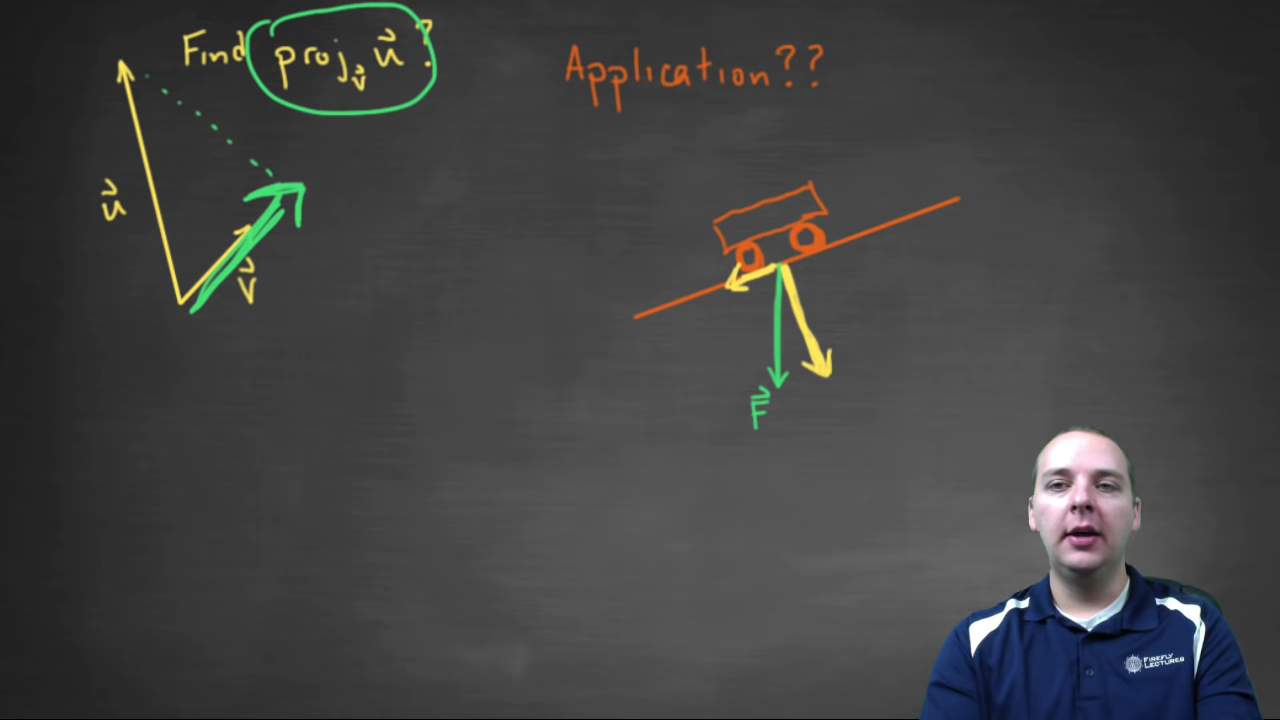 Find proj_v⃗ u⃗ ?
Application??
u⃗
v⃗
F⃗
FIREFLY
LECTURES